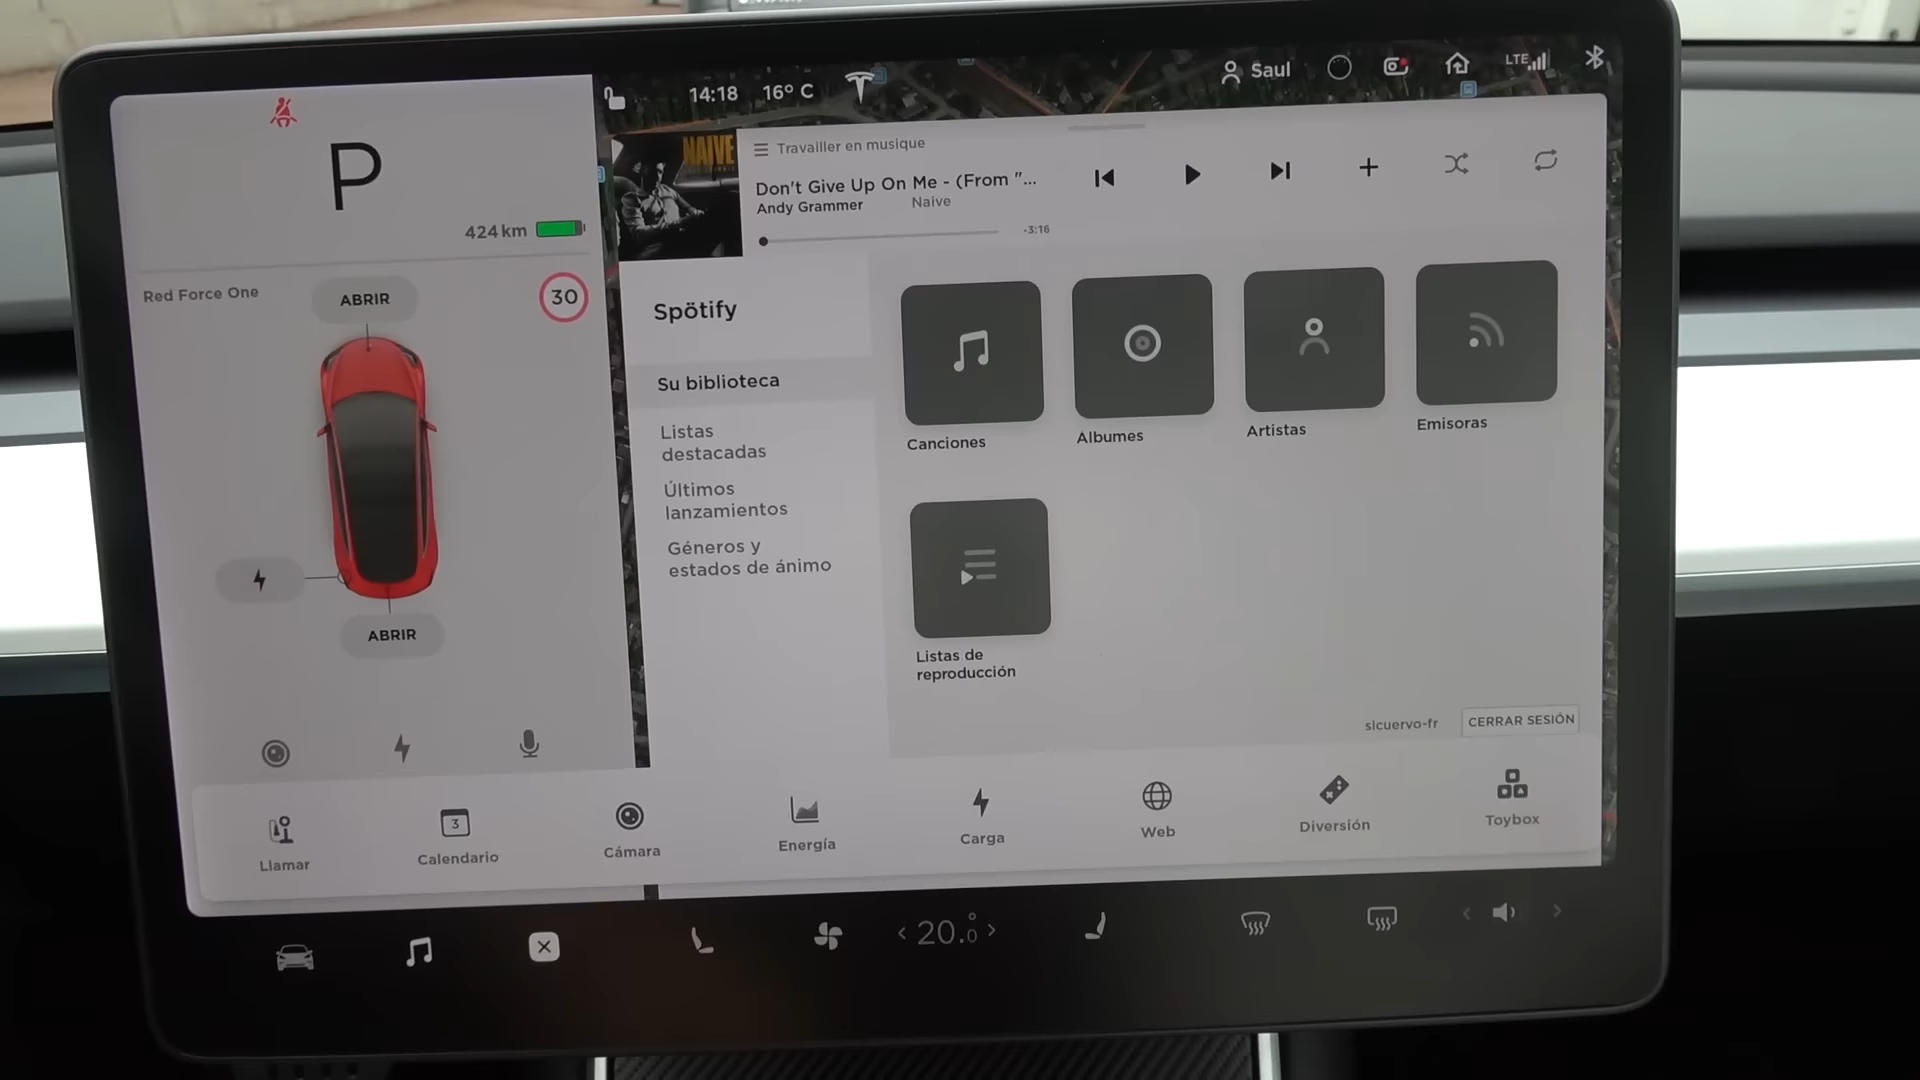 P
424 km
Red Force One
ABRIR
30
ABRIR
14:18
16° C
Saul
LTE
NAIVE
Travailler en musique
Don't Give Up On Me - (From "...
Andy Grammer
Naive
-3:16
Spötify
Su biblioteca
Listas
destacadas
Últimos
lanzamientos
Géneros y
estados de ánimo
Canciones
Álbumes
Artistas
Emisoras
Listas de
reproducción
sicuervo-fr
CERRAR SESIÓN
Llamar
3
Calendario
Cámara
Energía
Carga
Web
Diversión
Toybox
< 20.0° >